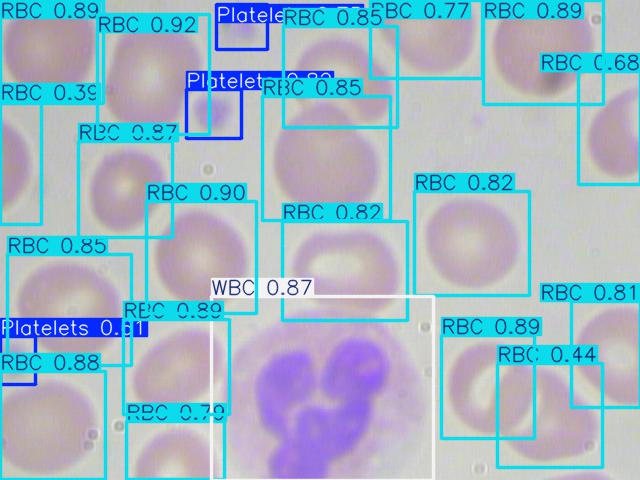 RBC 0.89
RBC 0.92
Platele
RBC 0.85
RBC 0.77
RBC 0.89
RBC 0.68
RBC 0.39
Platelets 0.82
RBC 0.85
RBC 0.87
RBC 0.90
RBC 0.82
RBC 0.82
RBC 0.85
WBC 0.87
RBC 0.81
Platelets 0.61
RBC 0.89
RBC 0.89
RBC 0.88
RBC 0.44
RBC 0.79